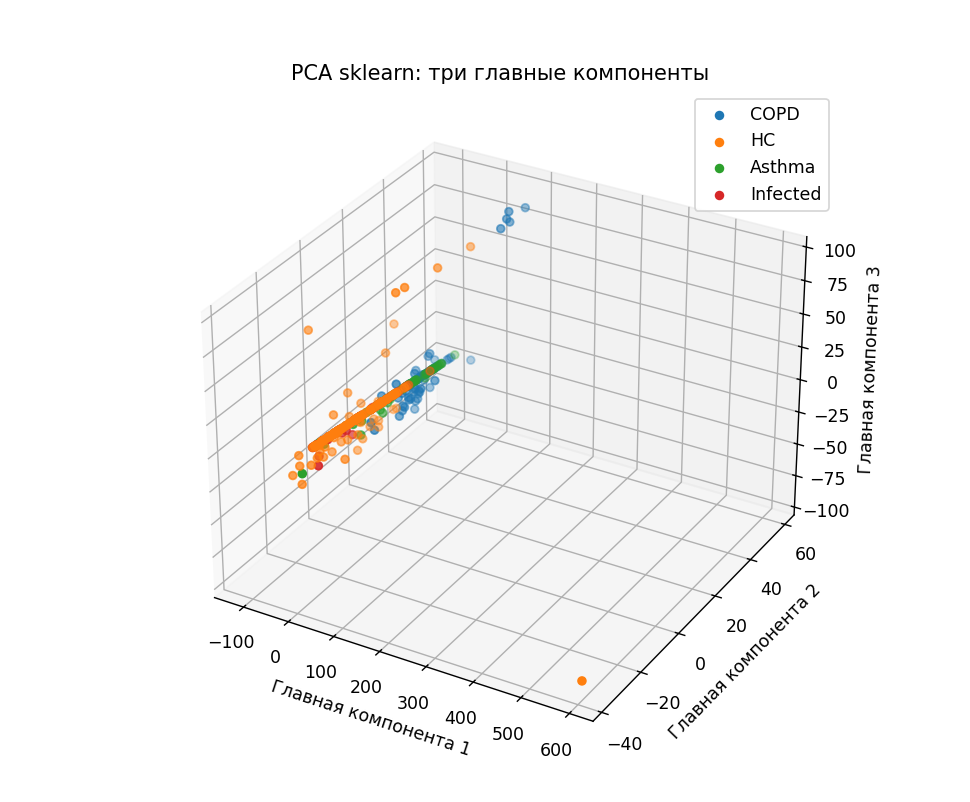 PCA sklearn: три главные компоненты
COPD
HC
Asthma
Infected
100
75
50
25
0
−25
−50
−75
−100
Главная компонента 3
60
40
20
0
−20
−40
Главная компонента 2
−100
0
100
200
300
400
500
600
Главная компонента 1